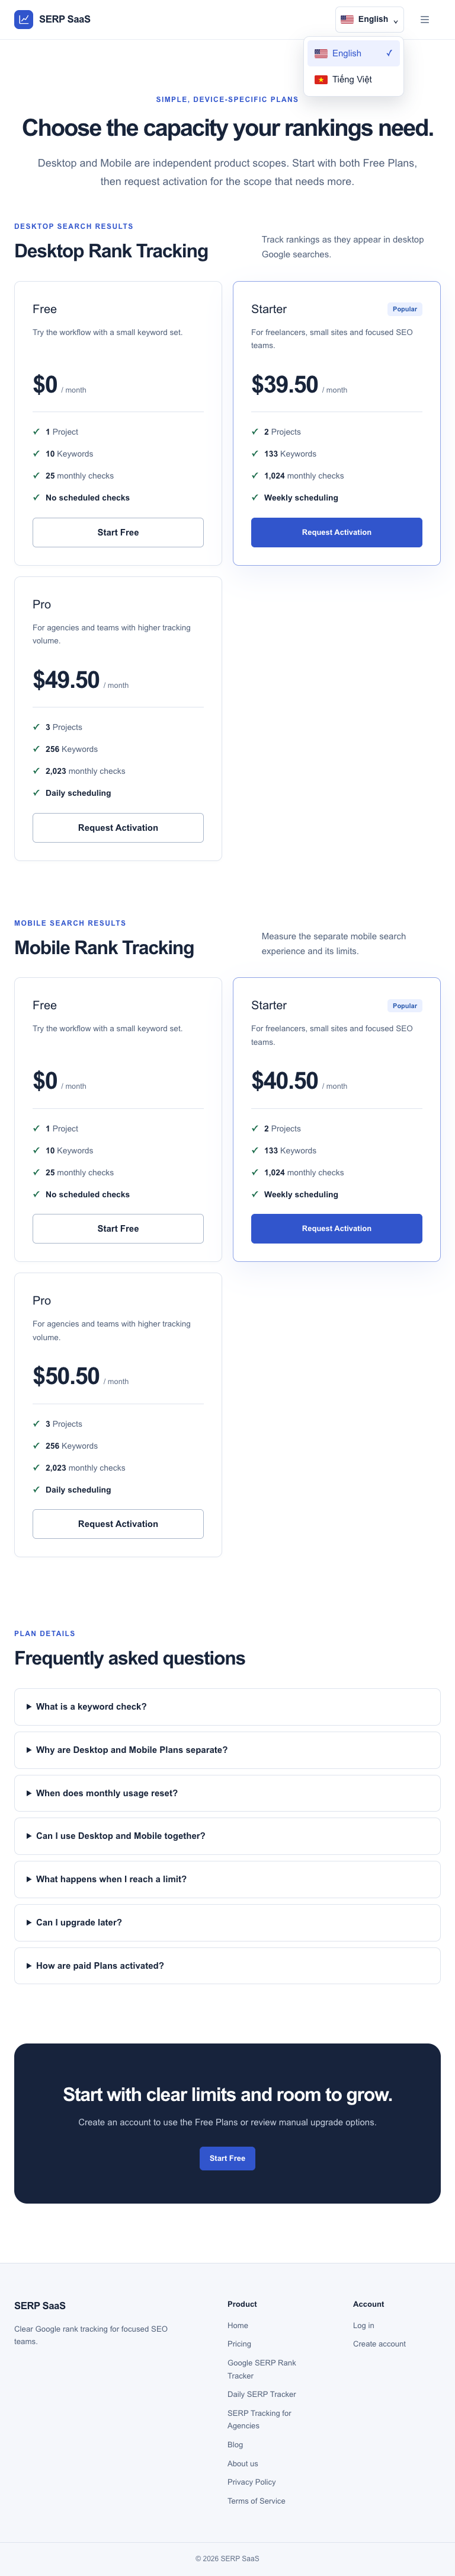 SERP SaaS
English
English
Tiếng Việt
SIMPLE, DEVICE-SPECIFIC PLANS
Choose the capacity your rankings need.
Desktop and Mobile are independent product scopes. Start with both Free Plans,
then request activation for the scope that needs more.
DESKTOP SEARCH RESULTS
Desktop Rank Tracking
Track rankings as they appear in desktop
Google searches.
Free
Try the workflow with a small keyword set.
$0 / month
1 Project
10 Keywords
25 monthly checks
No scheduled checks
Start Free
Starter
Popular
For freelancers, small sites and focused SEO
teams.
$39.50 / month
2 Projects
133 Keywords
1,024 monthly checks
Weekly scheduling
Request Activation
Pro
For agencies and teams with higher tracking
volume.
$49.50 / month
3 Projects
256 Keywords
2,023 monthly checks
Daily scheduling
Request Activation
MOBILE SEARCH RESULTS
Mobile Rank Tracking
Measure the separate mobile search
experience and its limits.
Free
Try the workflow with a small keyword set.
$0 / month
1 Project
10 Keywords
25 monthly checks
No scheduled checks
Start Free
Starter
Popular
For freelancers, small sites and focused SEO
teams.
$40.50 / month
2 Projects
133 Keywords
1,024 monthly checks
Weekly scheduling
Request Activation
Pro
For agencies and teams with higher tracking
volume.
$50.50 / month
3 Projects
256 Keywords
2,023 monthly checks
Daily scheduling
Request Activation
PLAN DETAILS
Frequently asked questions
What is a keyword check?
Why are Desktop and Mobile Plans separate?
When does monthly usage reset?
Can I use Desktop and Mobile together?
What happens when I reach a limit?
Can I upgrade later?
How are paid Plans activated?
Start with clear limits and room to grow.
Create an account to use the Free Plans or review manual upgrade options.
Start Free
SERP SaaS
Clear Google rank tracking for focused SEO
teams.
Product
Home
Pricing
Google SERP Rank
Tracker
Daily SERP Tracker
SERP Tracking for
Agencies
Blog
About us
Privacy Policy
Terms of Service
Account
Log in
Create account
© 2026 SERP SaaS